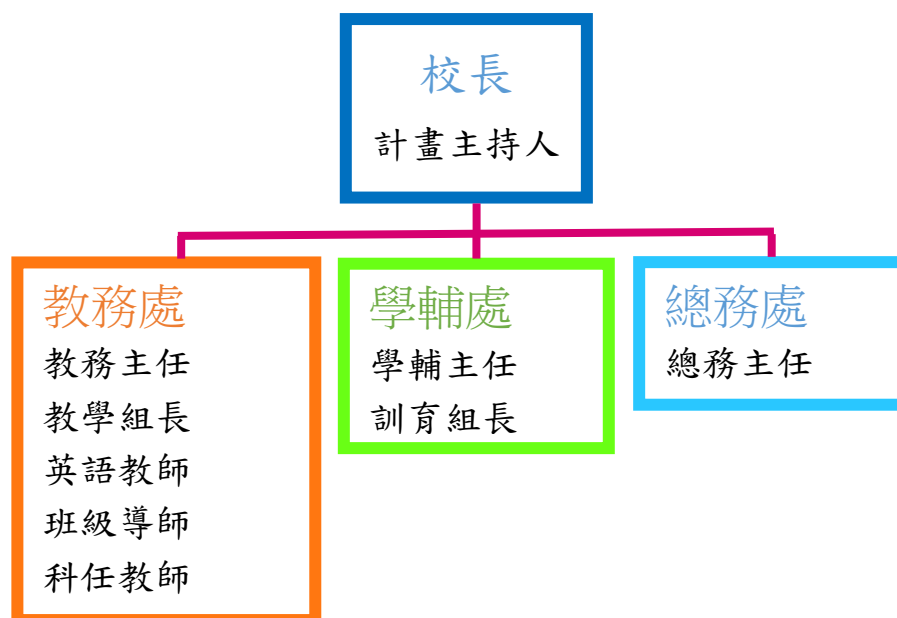 校長
計畫主持人
教務處
教務主任
教學組長
英語教師
班級導師
科任教師
學輔處
學輔主任
訓育組長
總務處
總務主任